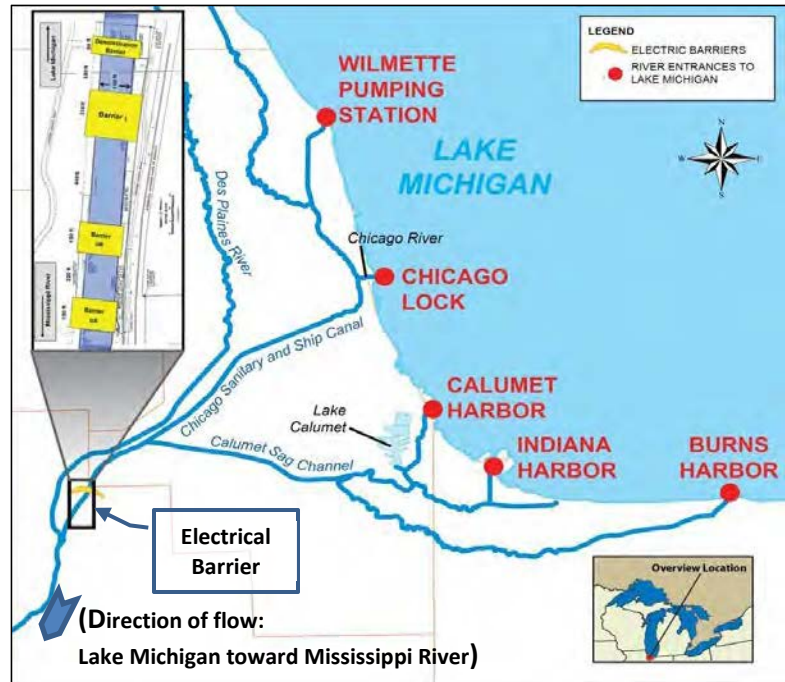 LEGEND
ELECTRIC BARRIERS
RIVER ENTRANCES TO
LAKE MICHIGAN
Lake Michigan
Demonstration
Barrier
Barrier I
Barrier
Barrier
Mississippi River
WILMETTE
PUMPING
STATION
LAKE
MICHIGAN
N
W
E
S
Des Plaines River
Chicago River
CHICAGO
LOCK
Chicago Sanitary and Ship Canal
CALUMET
HARBOR
Lake
Calumet
INDIANA
HARBOR
BURNS
HARBOR
Calumet Sag Channel
Electrical
Barrier
Overview Location
(Direction of flow:
Lake Michigan toward Mississippi River)